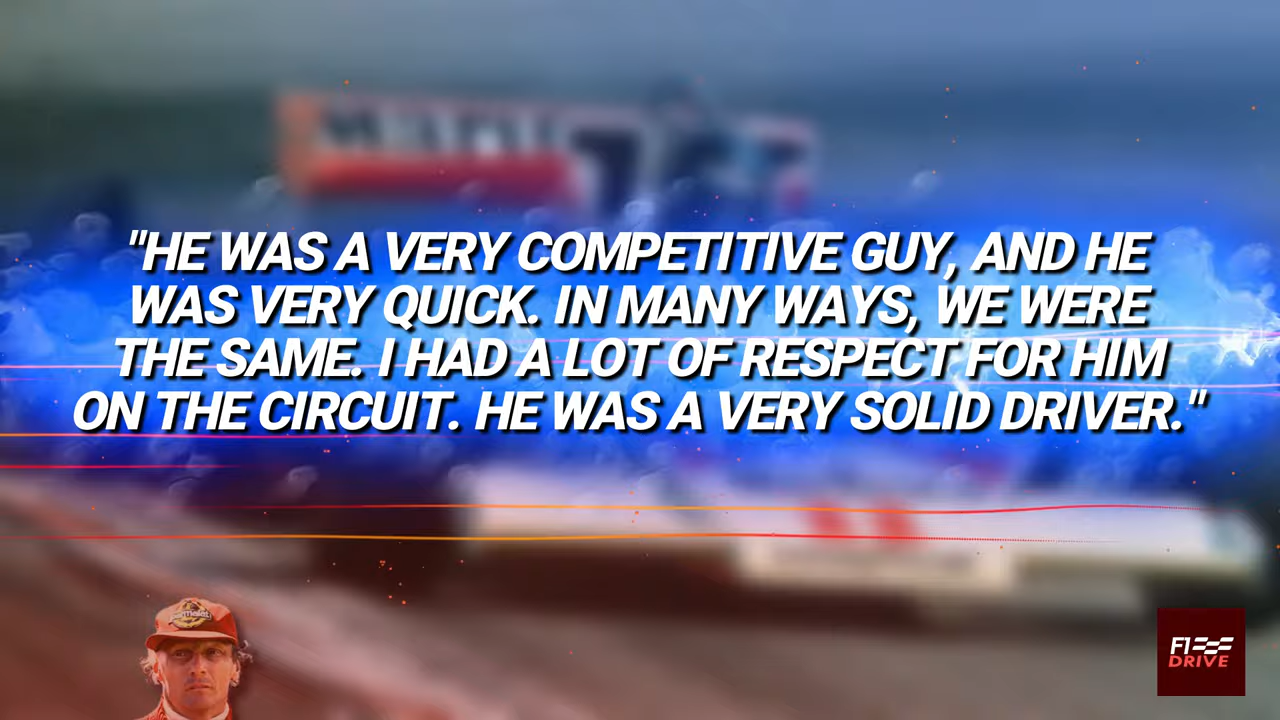 "HE WAS A VERY COMPETITIVE GUY, AND HE
WAS VERY QUICK. IN MANY WAYS, WE WERE
THE SAME. I HAD A LOT OF RESPECT FOR HIM
ON THE CIRCUIT. HE WAS A VERY SOLID DRIVER."
parmalat
F1
DRIVE